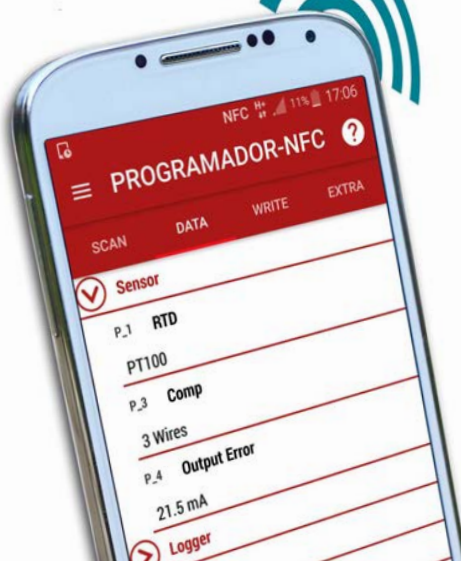 NFC H+ 11% 17:06
PROGRAMADOR-NFC ?
SCAN DATA WRITE EXTRA
Sensor
P_1 RTD
PT100
P_3 Comp
3 Wires
P_4 Output Error
21.5 mA
Logger